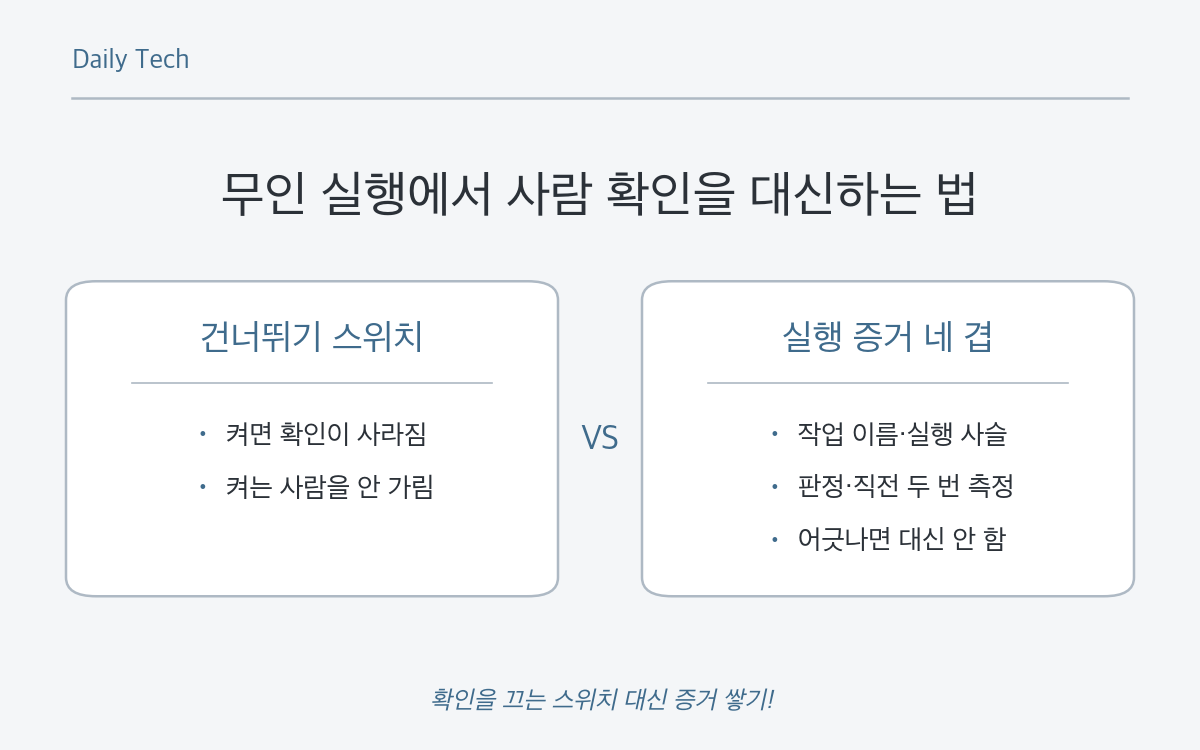 Daily Tech
무인 실행에서 사람 확인을 대신하는 법
건너뛰기 스위치
• 켜면 확인이 사라짐
• 켜는 사람을 안 가림
VS
실행 증거 네 겹
• 작업 이름·실행 사슬
• 판정·직전 두 번 측정
• 어긋나면 대신 안 함
확인을 끄는 스위치 대신 증거 쌓기!